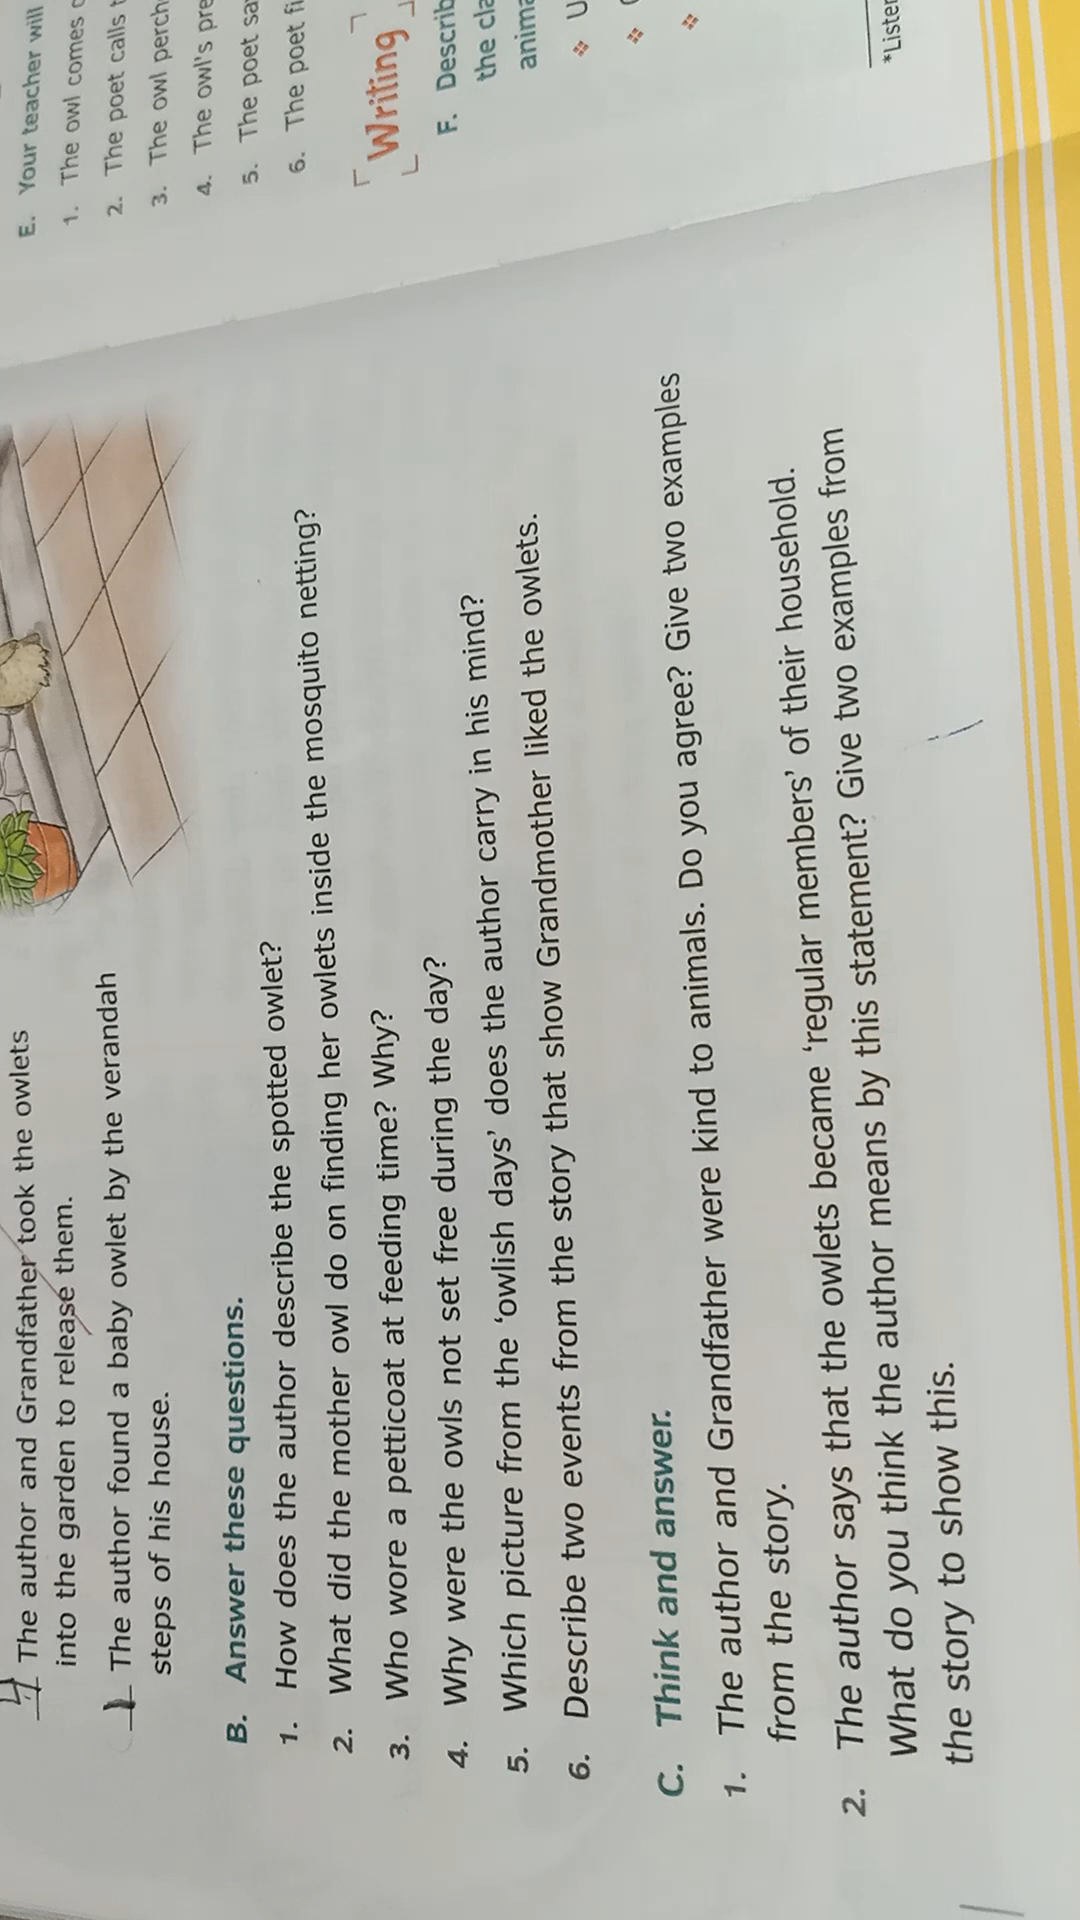 4 The author and Grandfather took the owlets
into the garden to release them.
1 The author found a baby owlet by the verandah
steps of his house.
B. Answer these questions.
1. How does the author describe the spotted owlet?
2. What did the mother owl do on finding her owlets inside the mosquito netting?
3. Who wore a petticoat at feeding time? Why?
4. Why were the owls not set free during the day?
5. Which picture from the ‘owlish days’ does the author carry in his mind?
6. Describe two events from the story that show Grandmother liked the owlets.
C. Think and answer.
1. The author and Grandfather were kind to animals. Do you agree? Give two examples
from the story.
2. The author says that the owlets became ‘regular members’ of their household.
What do you think the author means by this statement? Give two examples from
the story to show this.
E. Your teacher will
1. The owl comes
2. The poet calls
3. The owl
4. The owl's
5. The poet
6. The poet
Writing
F.
the
*Listen